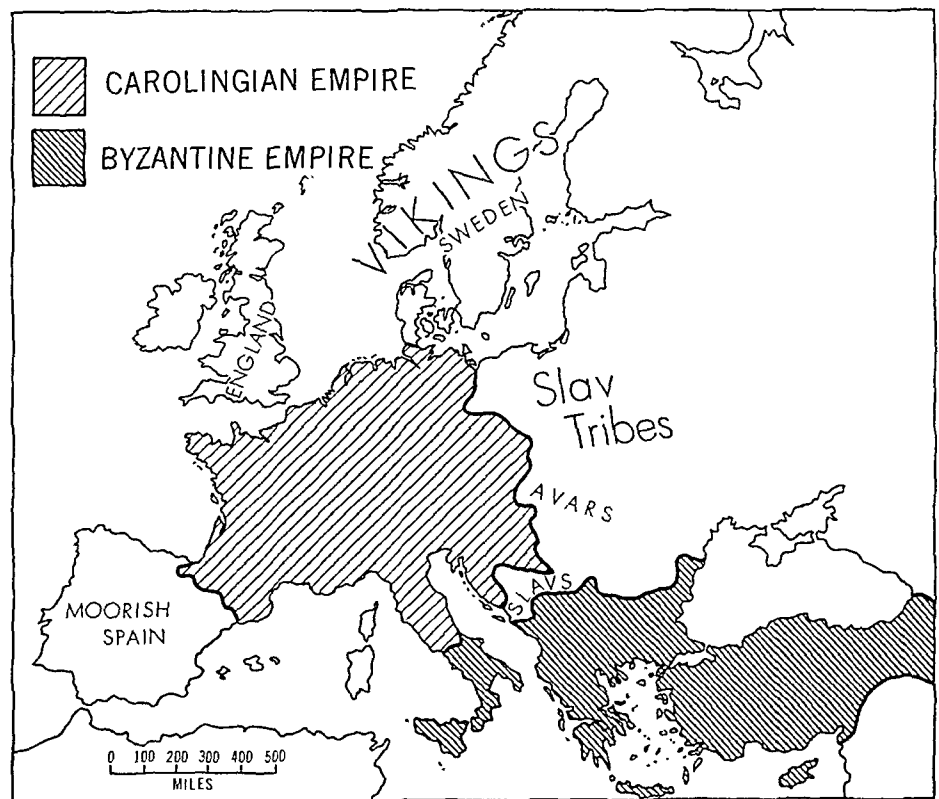 CAROLINGIAN EMPIRE
BYZANTINE EMPIRE
VIKINGS
SWEDEN
ENGLAND
Slav
Tribes
AVARS
SLAVS
MOORISH
SPAIN
0 100 200 300 400 500
MILES